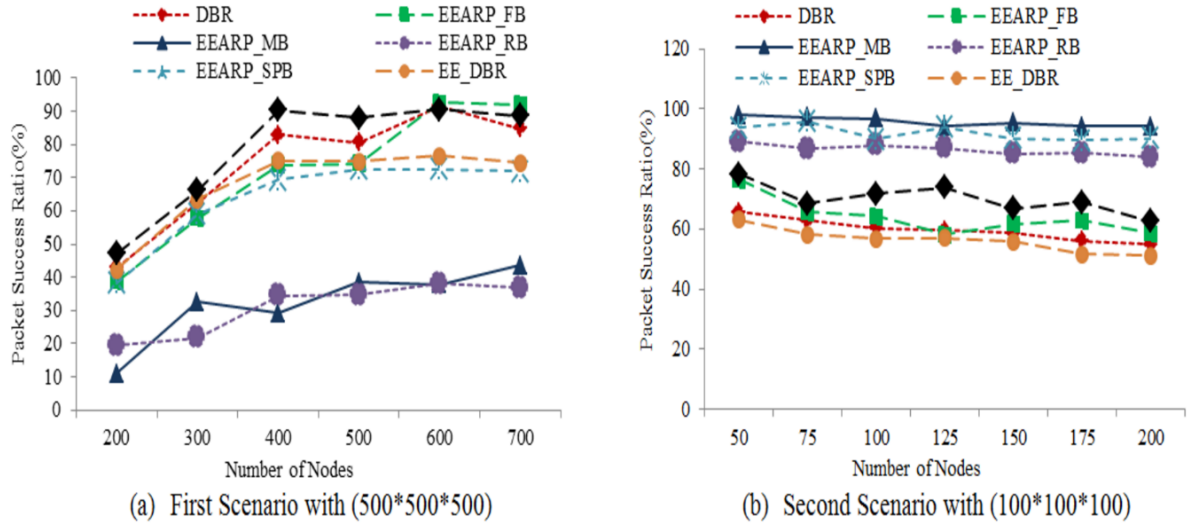 DBR
EEARP_FB
EEARP_MB
EEARP_RB
EEARP_SPB
EE_DBR
Packet Success Ratio(%)
100
90
80
70
60
50
40
30
20
10
0
200 300 400 500 600 700
Number of Nodes
(a) First Scenario with (500*500*500)
DBR
EEARP_FB
EEARP_MB
EEARP_RB
EEARP_SPB
EE_DBR
Packet Success Ratio(%)
120
100
80
60
40
20
0
50 75 100 125 150 175 200
Number of Nodes
(b) Second Scenario with (100*100*100)